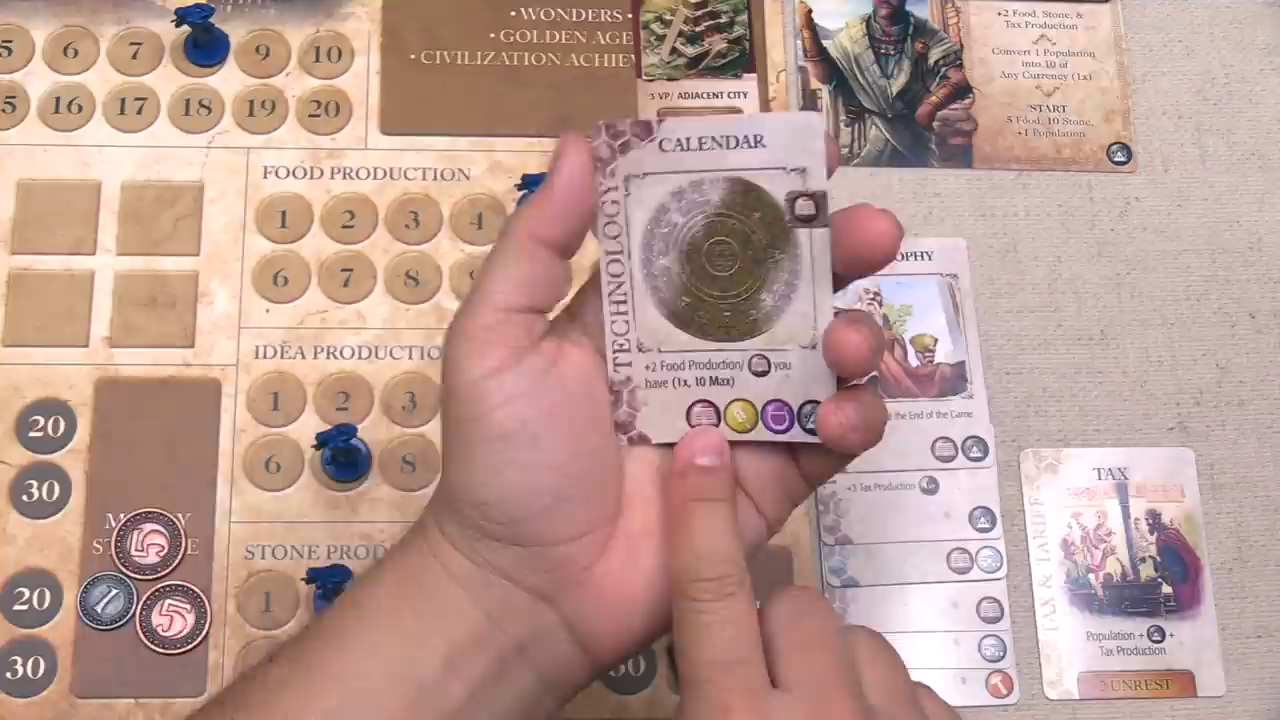 • WONDERS •
• GOLDEN AGE
• CIVILIZATION ACHIEV
5 6 7 9 10
5 16 17 18 19 20
3 VP/ ADJACENT CITY
+2 Food, Stone, &
Tax Production
Convert 1 Population
into 10 of
Any Currency (1x)
START
5 Food, 10 Stone,
+1 Population
FOOD PRODUCTION
1 2 3 4
6 7 8
IDEA PRODUCTIO
1 2 3
6 8
STONE PROD
1
20
30
20
30
5
1
5
30
CALENDAR
TECHNOLOGY
+2 Food Production/ you
have (1x, 10 Max)
OPHY
t the End of the Game
+3 Tax Production
TAX
TAX & TARIFF
Population + +
Tax Production
UNREST